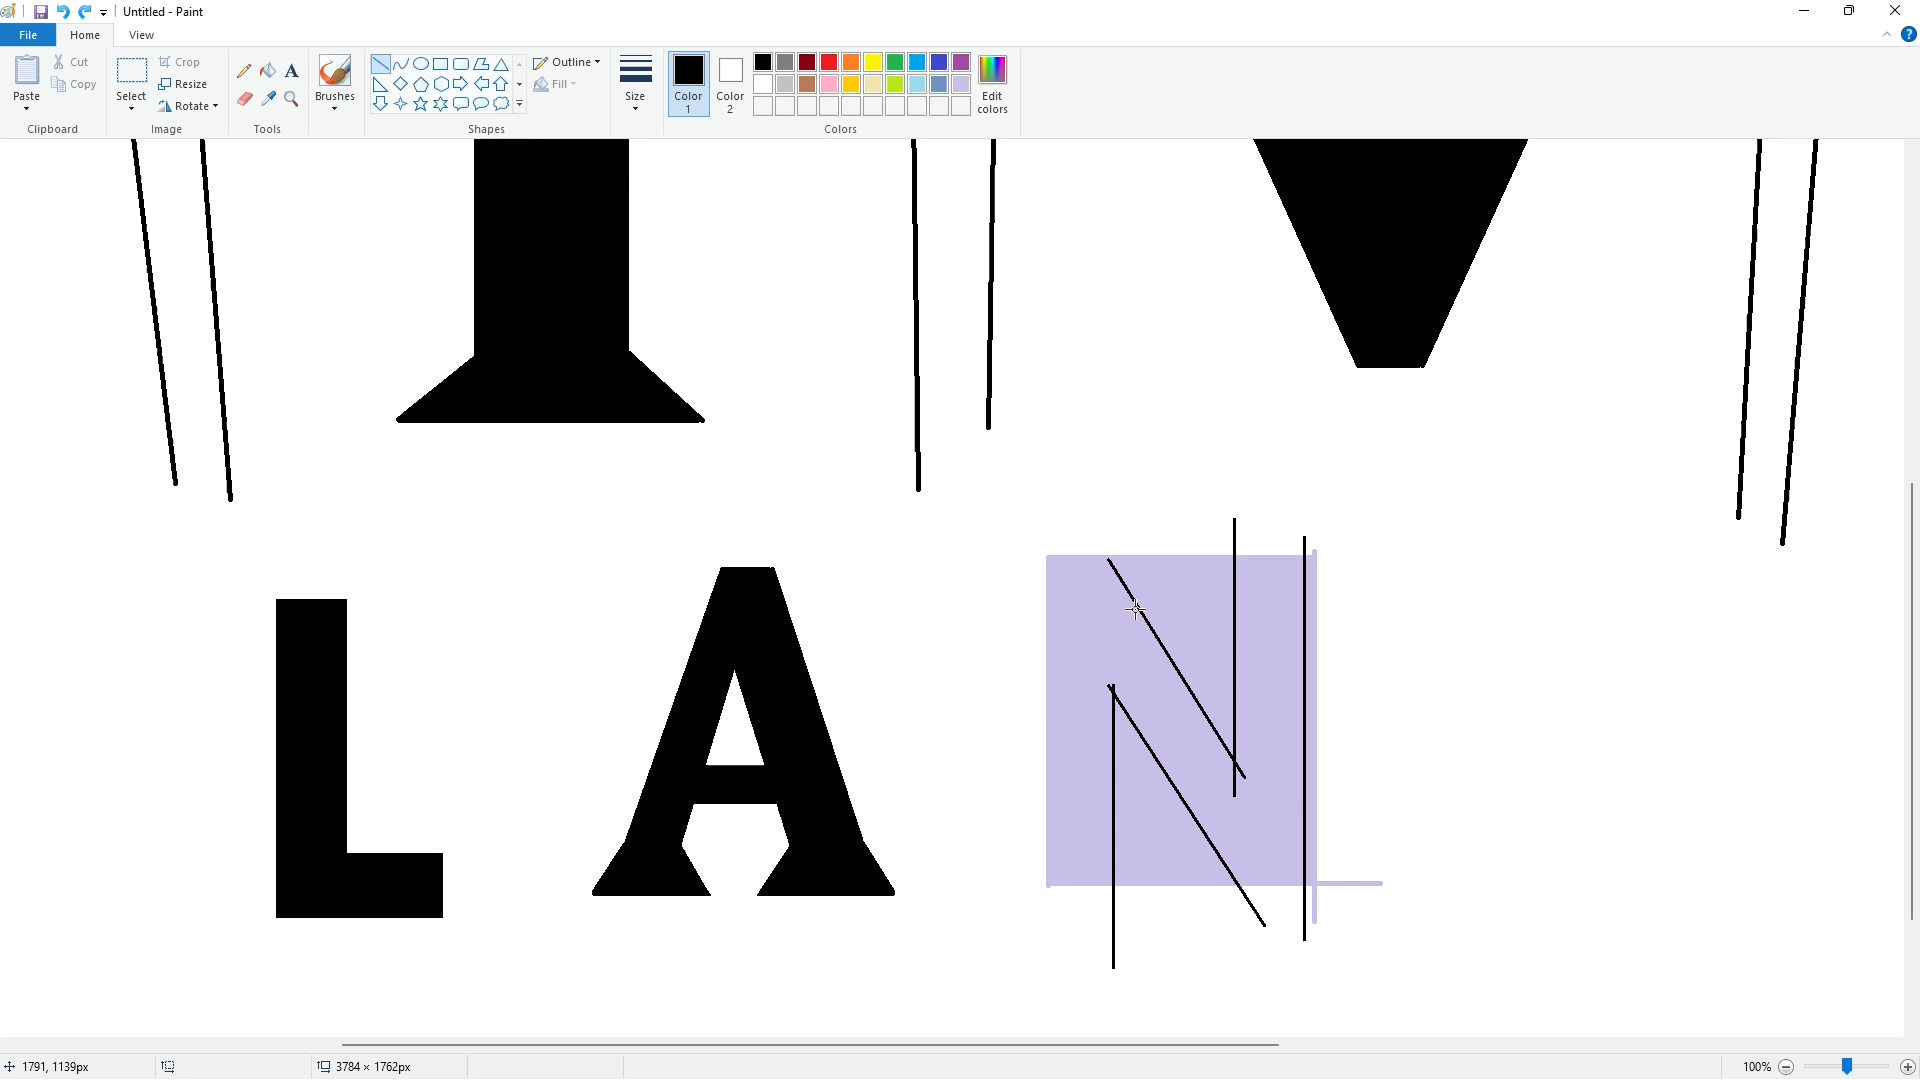 Untitled - Paint
File Home View
Paste Cut Copy Clipboard
Select Crop Resize Rotate Image
A Tools
Brushes
Shapes Outline Fill
Size
Color 1 Color 2 Edit colors Colors
L A N
1791, 1139px 3784 × 1762px 100%